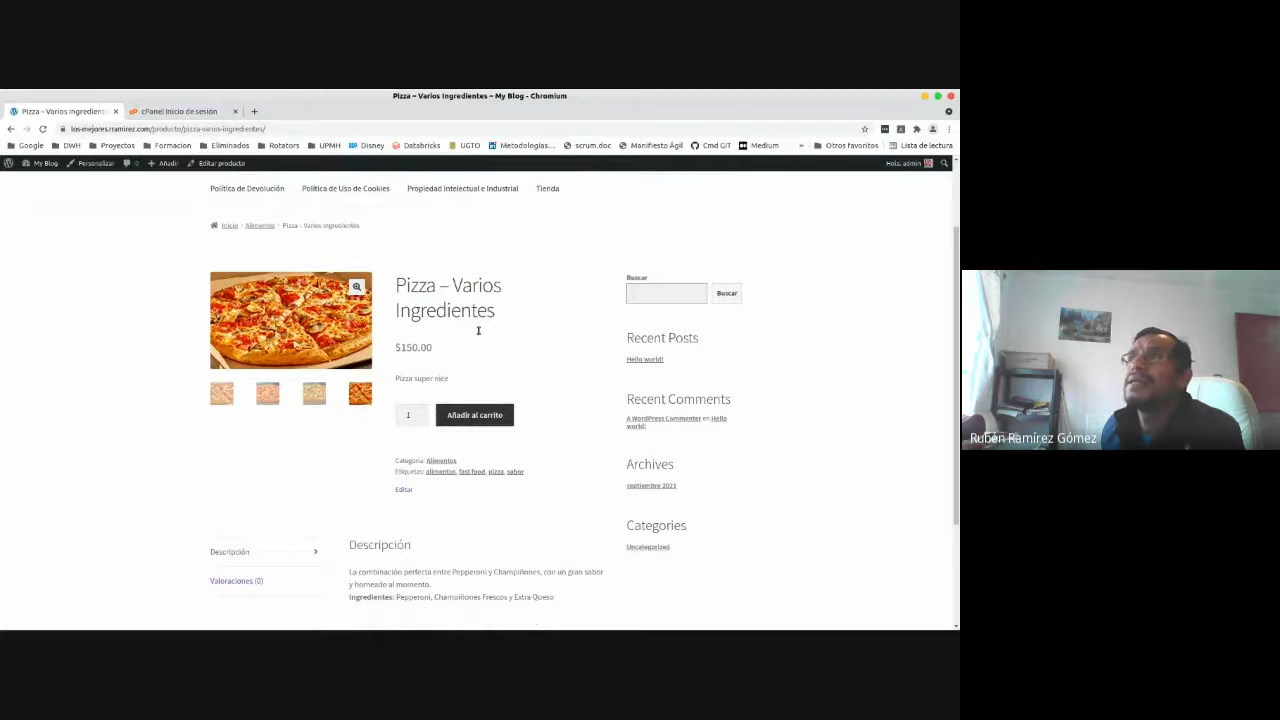 Pizza – Varios Ingredientes – My Blog - Chromium
Pizza – Varios Ingrediente
cPanel Inicio de sesión
los-mejores.rramirez.com/producto/pizza-varios-ingredientes/
Google DWH Proyectos Formacion Eliminados Rotators UPMH Disney Databricks UGTO Metodologías,... scrum.doc Manifiesto Ágil Cmd GIT Medium » Otros favoritos Lista de lectura
My Blog Personalizar 0 Añadir Editar producto Hola, admin
Política de Devolución Política de Uso de Cookies Propiedad Intelectual e Industrial Tienda
Inicio Alimentos Pizza – Varios Ingredientes
Pizza – Varios
Ingredientes
$150.00
Pizza super nice
1 Añadir al carrito
Categoría: Alimentos
Etiquetas: alimentos, fast food, pizza, sabor
Editar
Descripción
Valoraciones (0)
Descripción
La combinación perfecta entre Pepperoni y Champiñones, con un gran sabor
y horneado al momento.
Ingredientes: Pepperoni, Champiñones Frescos y Extra Queso
Buscar
Buscar
Recent Posts
Hello world!
Recent Comments
A WordPress Commenter en Hello
world!
Archives
septiembre 2021
Categories
Uncategorized
Rubén Ramírez Gómez